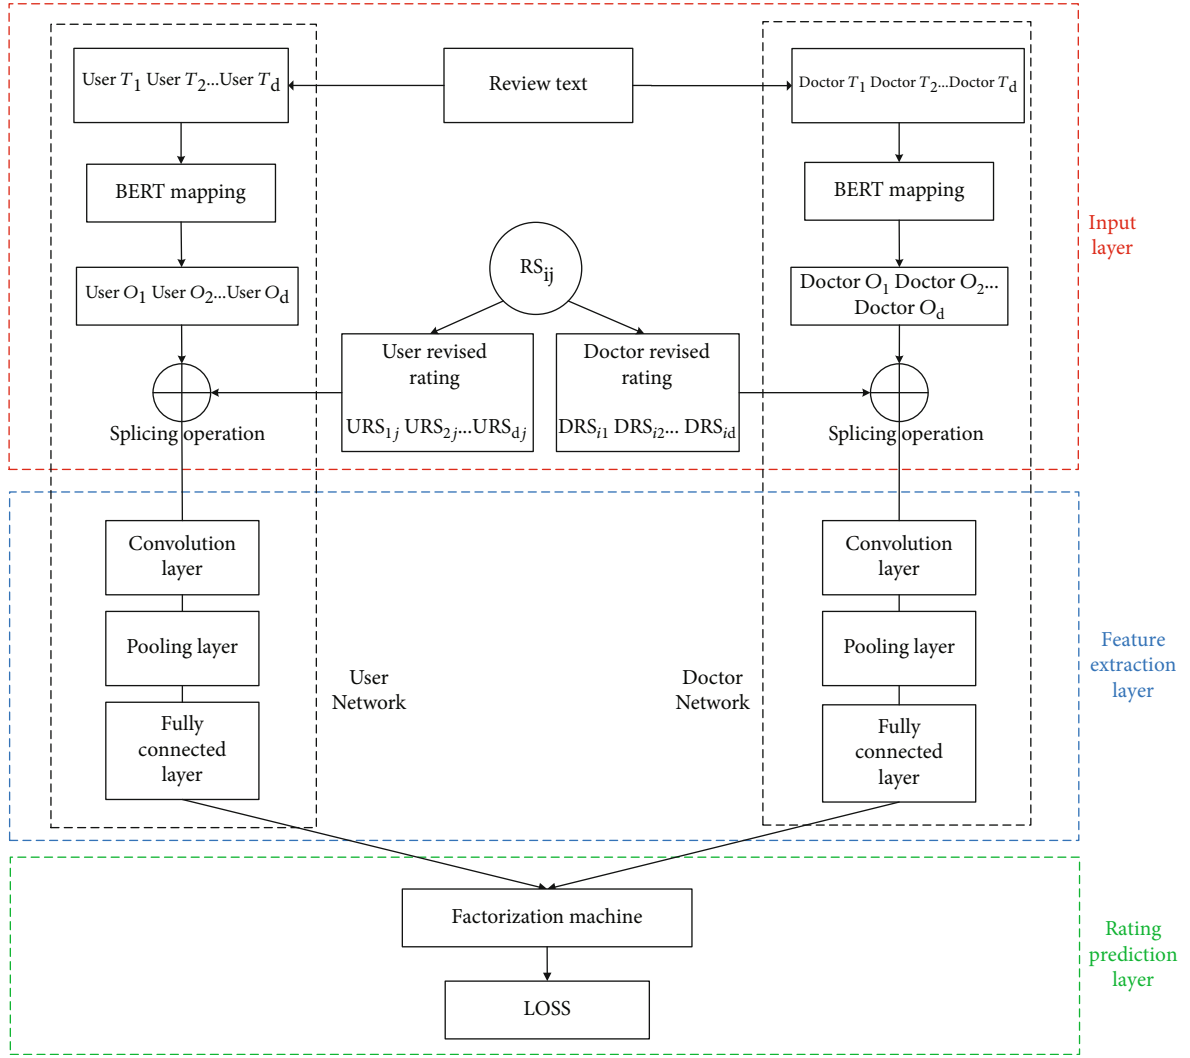 User T1 User T2...User Td
Review text
Doctor T1 Doctor T2...Doctor Td
BERT mapping
BERT mapping
Input
layer
RSij
User O1 User O2...User Od
Doctor O1 Doctor O2...
Doctor Od
User revised
rating
URS1j URS2j...URSdj
Doctor revised
rating
DRSi1 DRSi2... DRSid
Splicing operation
Splicing operation
Convolution
layer
Convolution
layer
Pooling layer
Pooling layer
Feature
extraction
layer
User
Network
Doctor
Network
Fully
connected
layer
Fully
connected
layer
Factorization machine
Rating
prediction
layer
LOSS